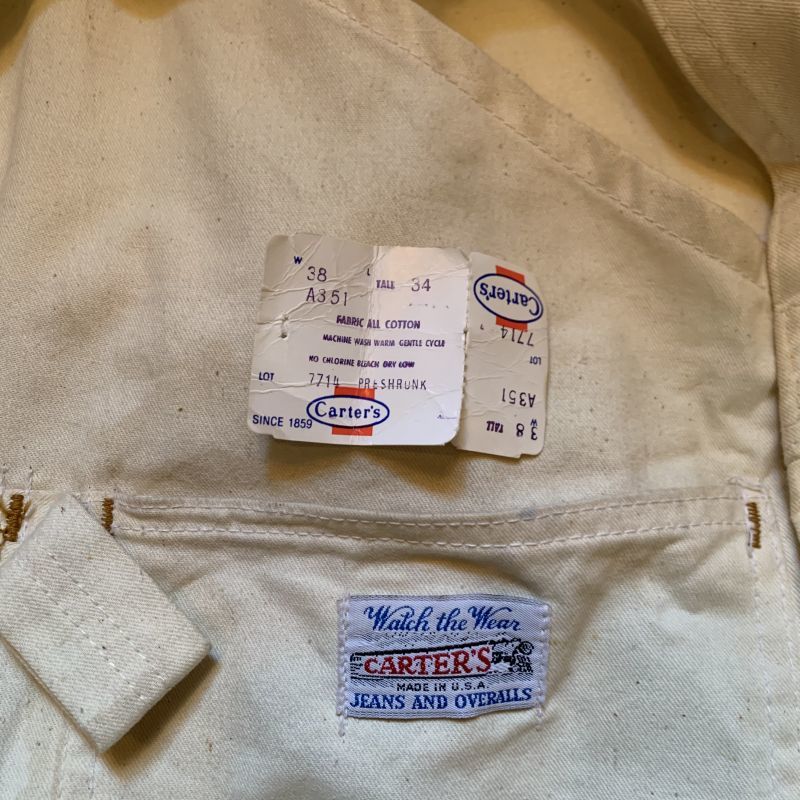 W 38 L TALL 34
A351
FABRIC ALL COTTON
MACHINE WASH WARM GENTLE CYCLE
NO CHLORINE BLEACH DRY LOW
LOT 7714 PRESHRUNK
Carter's
SINCE 1859
Carter's
7714
LOT
A351
W 38 TALL
Watch the Wear
CARTER'S
MADE IN U.S.A.
JEANS AND OVERALLS